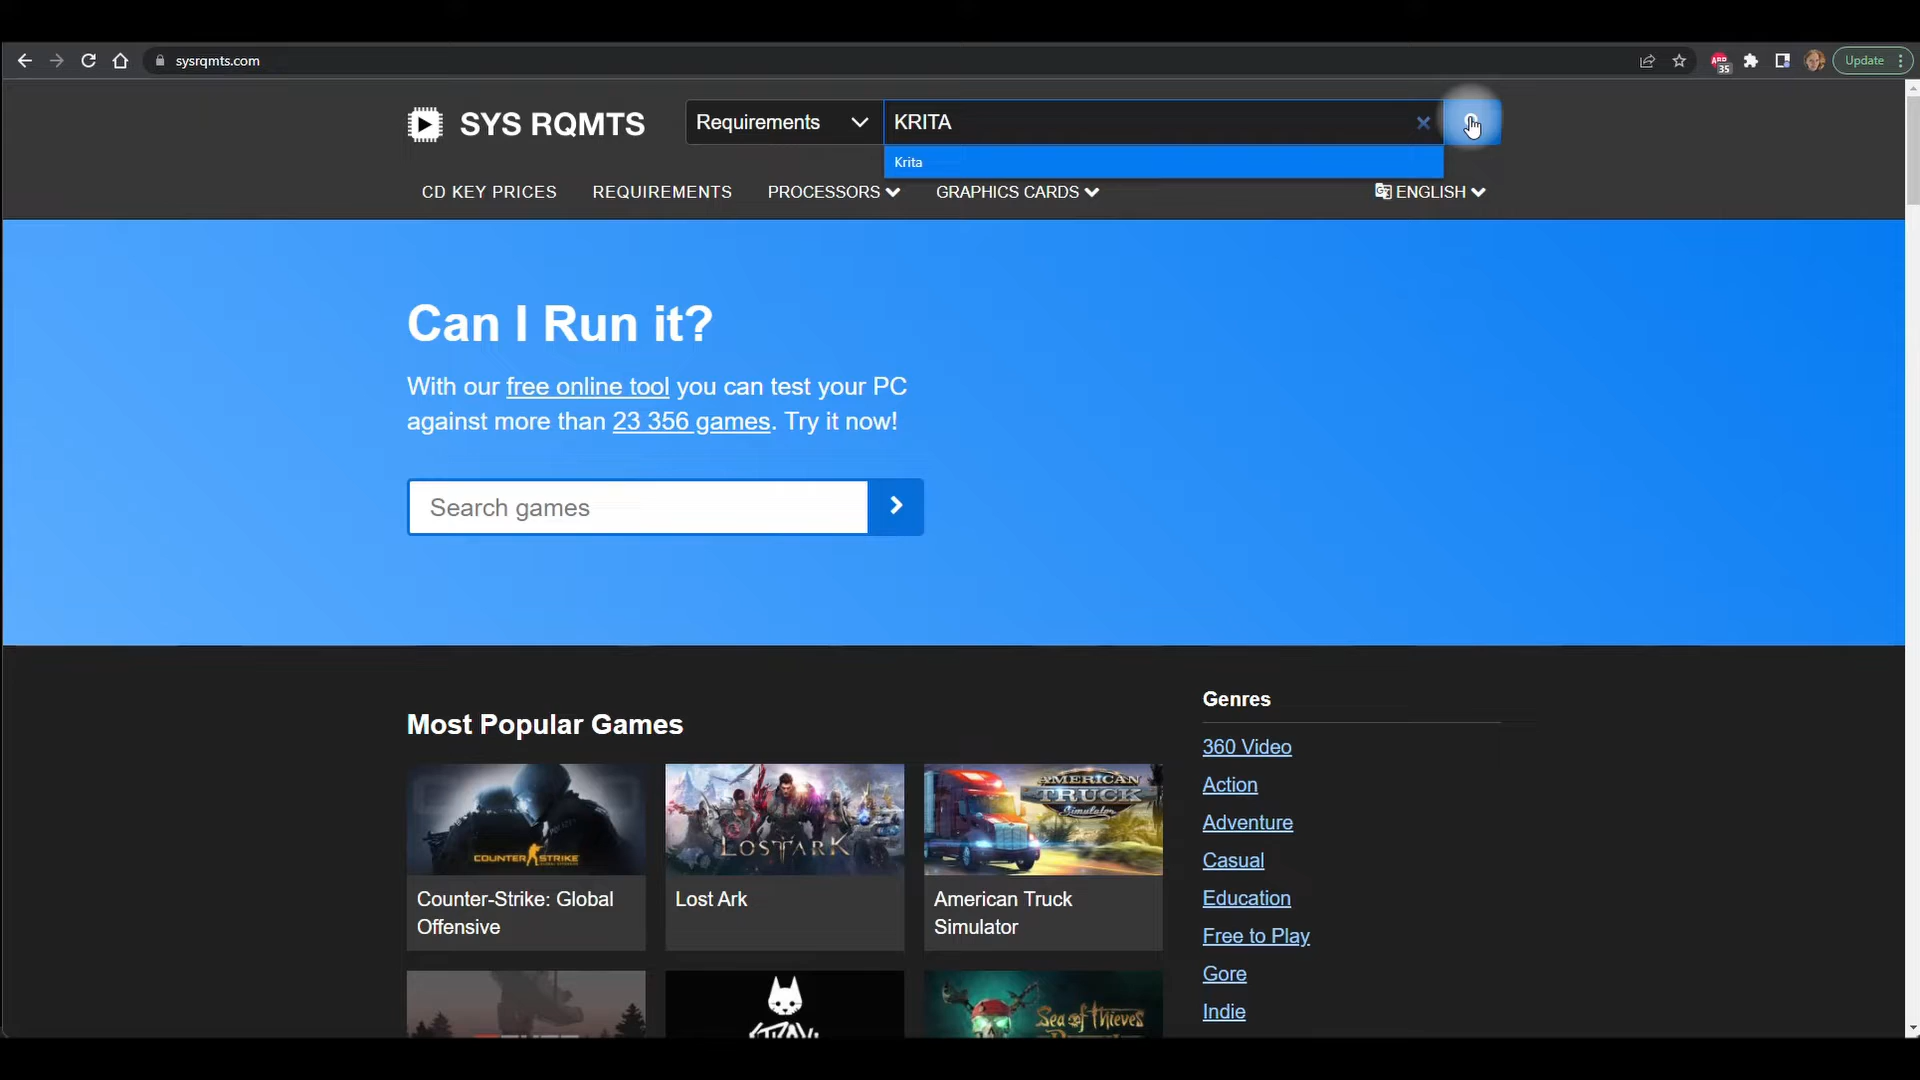 sysrqmts.com
ABP
35
Update
SYS RQMTS
Requirements
KRITA
Krita
CD KEY PRICES
REQUIREMENTS
PROCESSORS
GRAPHICS CARDS
ENGLISH
Can I Run it?
With our free online tool you can test your PC
against more than 23 356 games. Try it now!
Search games
Most Popular Games
COUNTER STRIKE
Counter-Strike: Global
Offensive
LOST ARK
Lost Ark
AMERICAN
TRUCK
Simulator
American Truck
Simulator
STRAY
Sea of Thieves
Genres
360 Video
Action
Adventure
Casual
Education
Free to Play
Gore
Indie